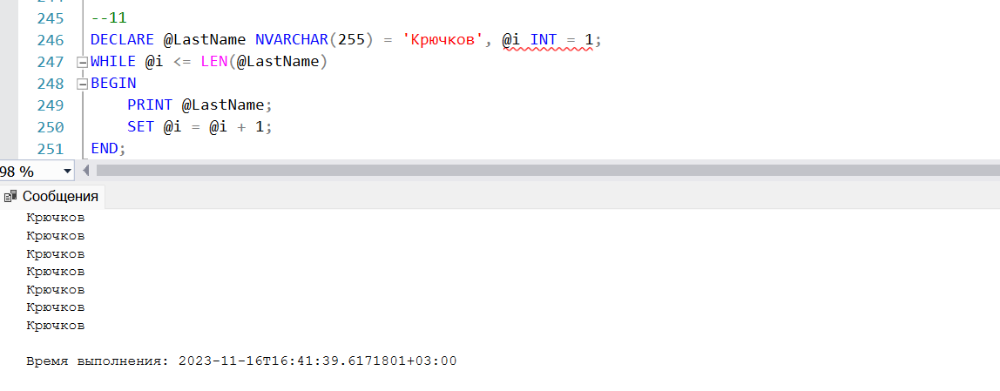 245 --11
246 DECLARE @LastName NVARCHAR(255) = 'Крючков', @i INT = 1;
247 WHILE @i <= LEN(@LastName)
248 BEGIN
249 PRINT @LastName;
250 SET @i = @i + 1;
251 END;
98 %
Сообщения
Крючков
Крючков
Крючков
Крючков
Крючков
Крючков
Крючков
Время выполнения: 2023-11-16T16:41:39.6171801+03:00